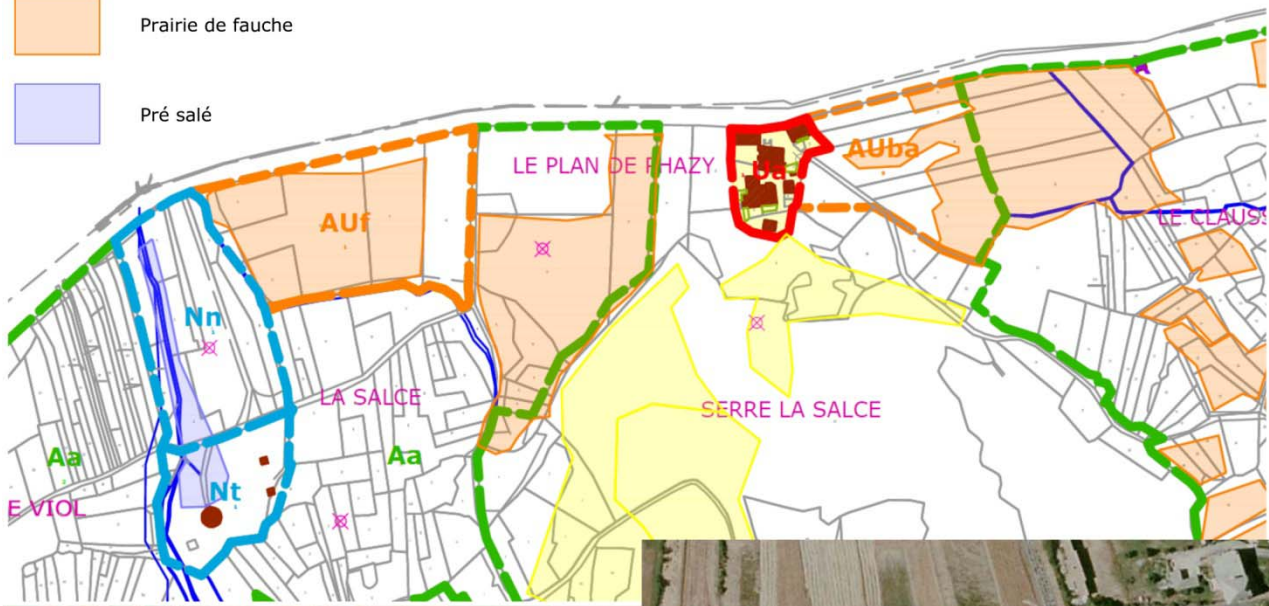 Prairie de fauche
Pré salé
A
LE PLAN DE PHAZY
Ua
AUba
AUf
LE CLAUSS
Nn
LA SALCE
SERRE LA SALCE
Aa
Aa
Nt
E VIOL